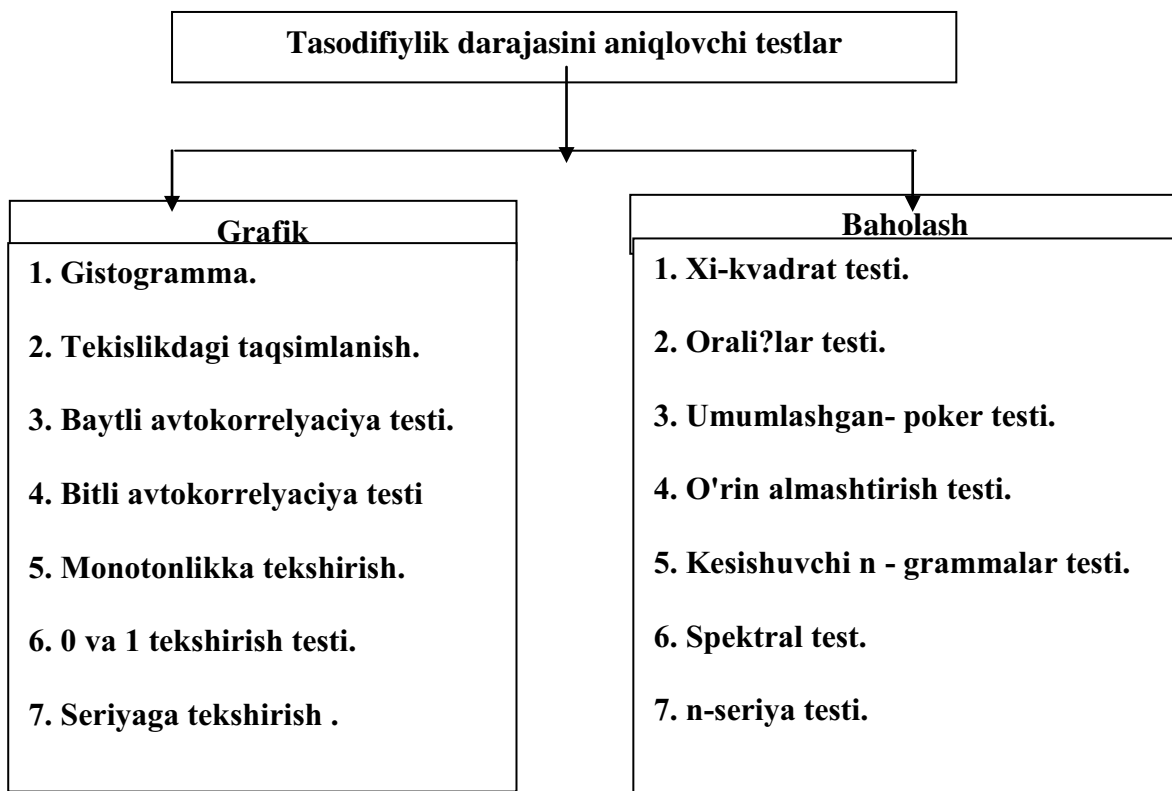 Tasodifiylik darajasini aniqlovchi testlar
Grafik
1. Gistogramma.
2. Tekislikdagi taqsimlanish.
3. Baytli avtokorrelyaciya testi.
4. Bitli avtokorrelyaciya testi
5. Monotonlikka tekshirish.
6. 0 va 1 tekshirish testi.
7. Seriyaga tekshirish .
Baholash
1. Xi-kvadrat testi.
2. Orali?lar testi.
3. Umumlashgan- poker testi.
4. O'rin almashtirish testi.
5. Kesishuvchi n - grammalar testi.
6. Spektral test.
7. n-seriya testi.